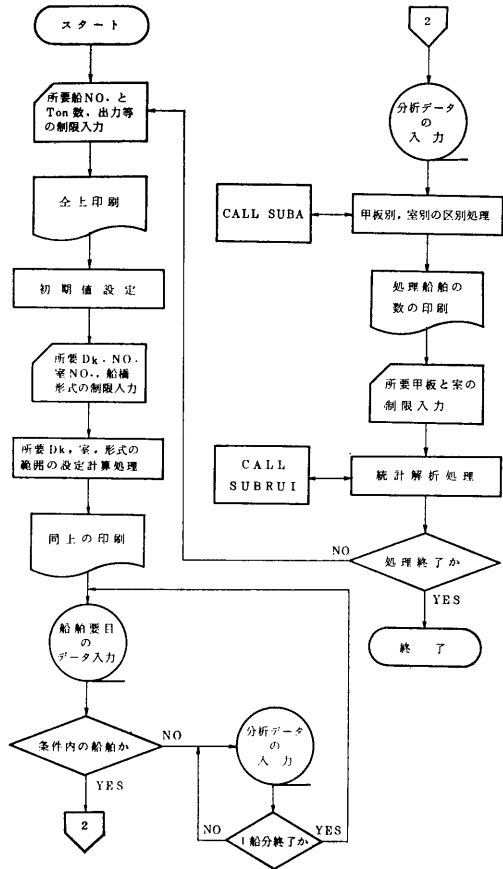 スタート
所要船NO．と
Ton数，出力等
の制限入力
仝上印刷
初期値設定
所要Dk．NO．
室NO．，船橋
形式の制限入力
所要Dk，室，形式の
範囲の設定計算処理
同上の印刷
船舶要目
の
データ入力
条件内の船舶か
NO
YES
2
分析データ
の
入力
1船分終了か
NO
YES
2
分析データ
の
入力
CALL SUBA
甲板別，室別の区別処理
処理船舶の
数の印刷
所要甲板と室の
制限入力
CALL
SUBRUI
統計解析処理
処理終了か
NO
YES
終了